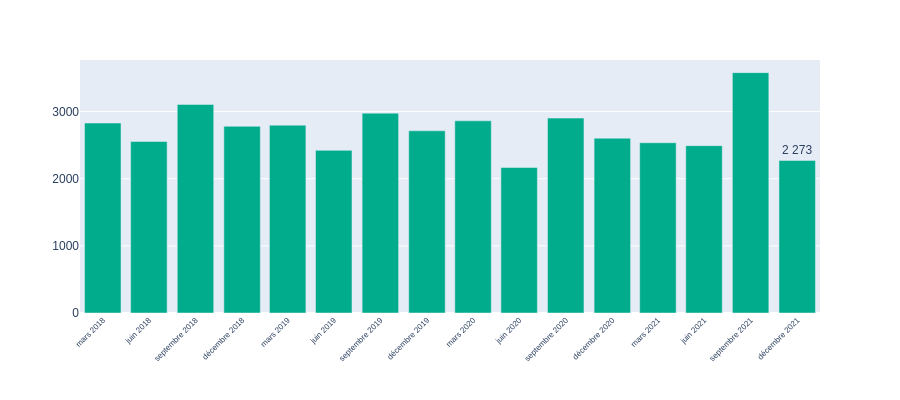 3000
2000
1000
0
2 273
mars 2018
juin 2018
septembre 2018
décembre 2018
mars 2019
juin 2019
septembre 2019
décembre 2019
mars 2020
juin 2020
septembre 2020
décembre 2020
mars 2021
juin 2021
septembre 2021
décembre 2021